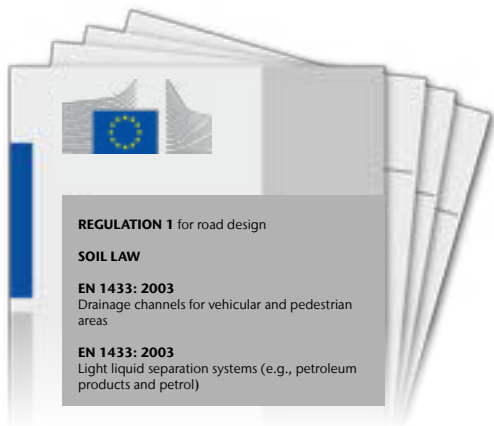 REGULATION 1 for road design
SOIL LAW
EN 1433: 2003
Drainage channels for vehicular and pedestrian
areas
EN 1433: 2003
Light liquid separation systems (e.g., petroleum
products and petrol)